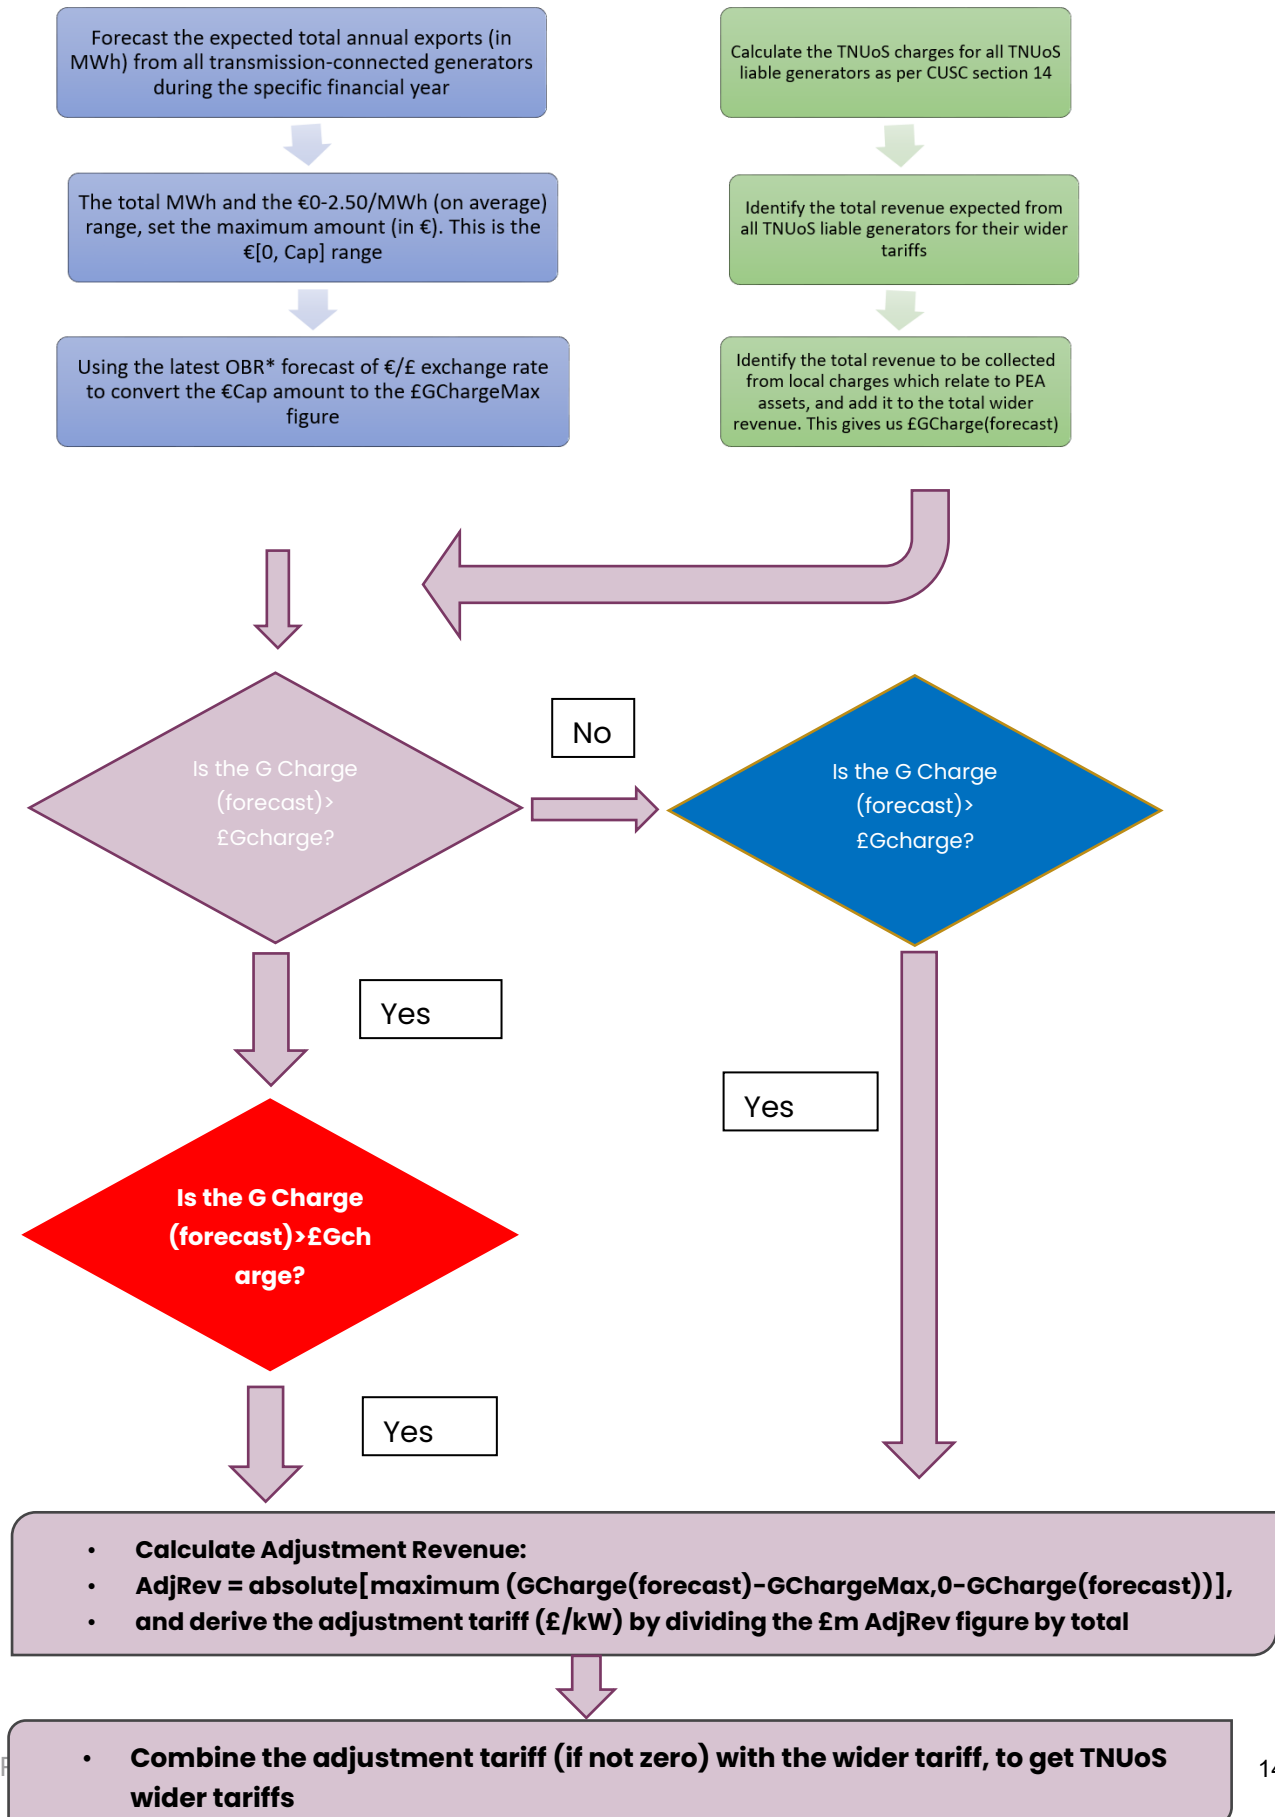 Forecast the expected total annual exports (in
MWh) from all transmission-connected generators
during the specific financial year
The total MWh and the €0-2.50/MWh (on average)
range, set the maximum amount (in €). This is the
€[0, Cap] range
Using the latest OBR* forecast of €/£ exchange rate
to convert the €Cap amount to the £GChargeMax
figure
Calculate the TNUoS charges for all TNUoS
liable generators as per CUSC section 14
Identify the total revenue expected from
all TNUoS liable generators for their wider
tariffs
Identify the total revenue to be collected
from local charges which relate to PEA
assets, and add it to the total wider
revenue. This gives us £GCharge(forecast)
Is the G Charge
(forecast)>
£Gcharge?
No
Is the G Charge
(forecast)>
£Gcharge?
Yes
Yes
Is the G Charge
(forecast)>£Gch
arge?
Yes
• Calculate Adjustment Revenue:
• AdjRev = absolute[maximum (GCharge(forecast)-GChargeMax,0-GCharge(forecast))],
• and derive the adjustment tariff (£/kW) by dividing the £m AdjRev figure by total
• Combine the adjustment tariff (if not zero) with the wider tariff, to get TNUoS
wider tariffs
14